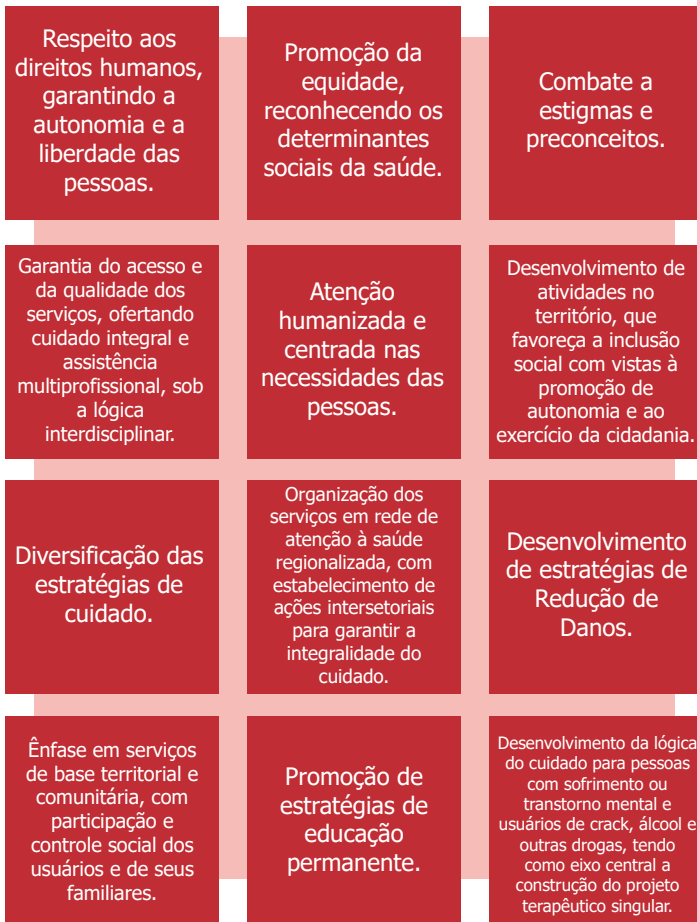 Respeito aos
direitos humanos,
garantindo a
autonomia e a
liberdade das
pessoas.
Promoção da
equidade,
reconhecendo os
determinantes
sociais da saúde.
Combate a
estigmas e
preconceitos.
Garantia do acesso e
da qualidade dos
serviços, ofertando
cuidado integral e
assistência
multiprofissional, sob
a lógica
interdisciplinar.
Atenção
humanizada e
centrada nas
necessidades das
pessoas.
Desenvolvimento de
atividades no
território, que
favoreça a inclusão
social com vistas à
promoção de
autonomia e ao
exercício da cidadania.
Diversificação das
estratégias de
cuidado.
Organização dos
serviços em rede de
atenção à saúde
regionalizada, com
estabelecimento de
ações intersetoriais
para garantir a
integralidade do
cuidado.
Desenvolvimento
de estratégias de
Redução de
Danos.
Ênfase em serviços
de base territorial e
comunitária, com
participação e
controle social dos
usuários e de seus
familiares.
Promoção de
estratégias de
educação
permanente.
Desenvolvimento da lógica
do cuidado para pessoas
com sofrimento ou
transtorno mental e
usuários de crack, álcool e
outras drogas, tendo
como eixo central a
construção do projeto
terapêutico singular.